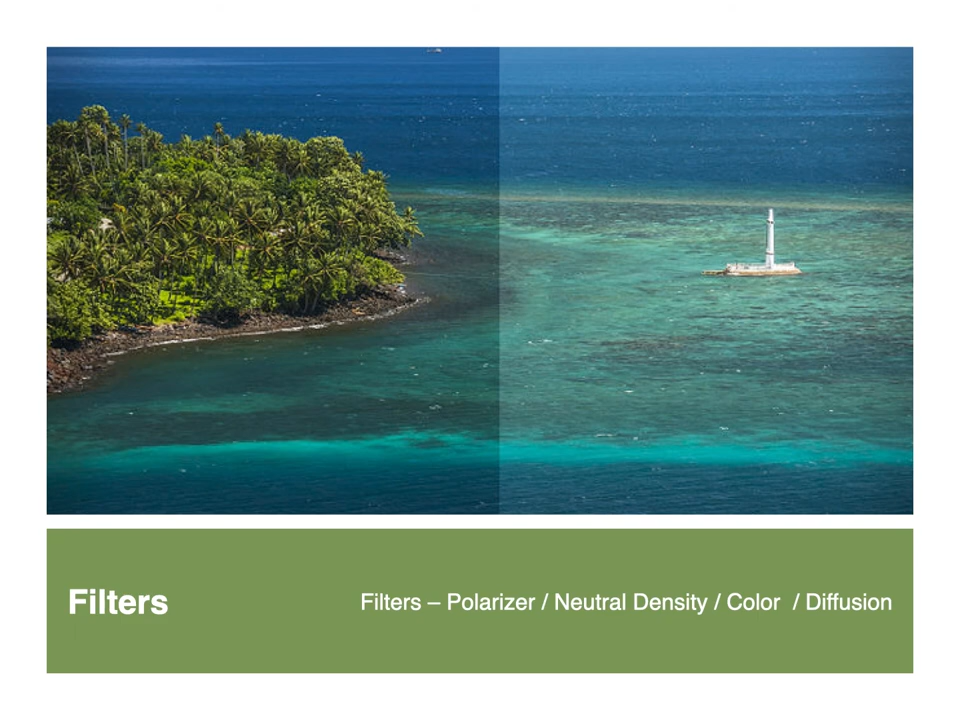 Filters
Filters – Polarizer / Neutral Density / Color  / Diffusion